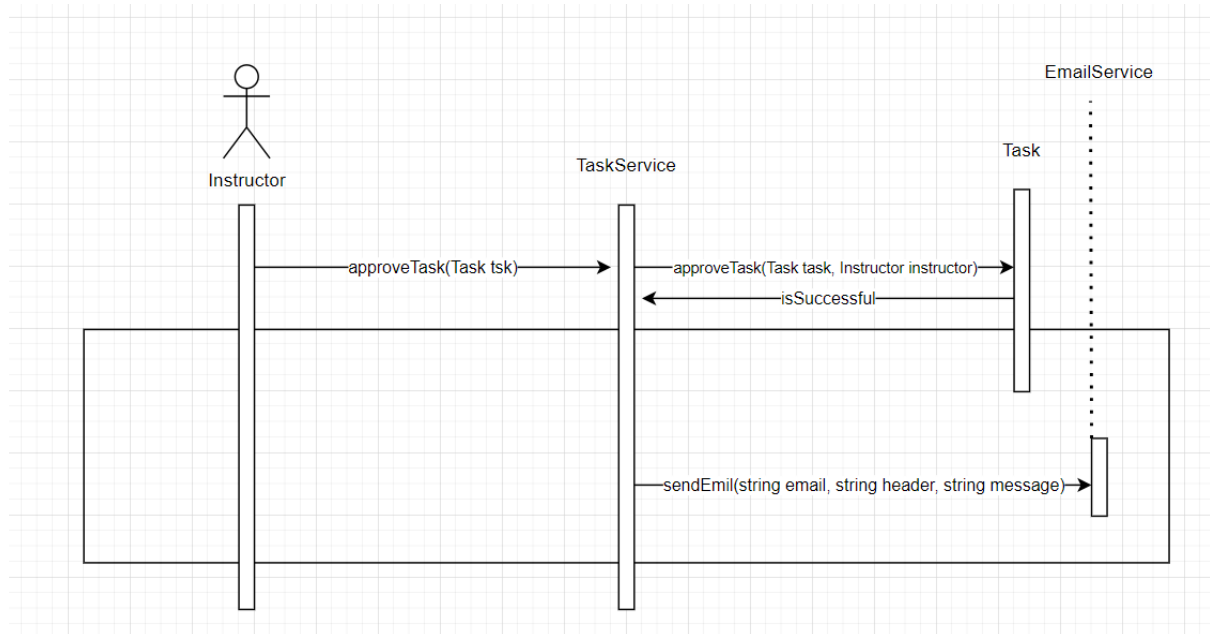 EmailService
Task
TaskService
Instructor
approveTask(Task tsk)
approveTask(Task task, Instructor instructor)
isSuccessful
sendEmil(string email, string header, string message)